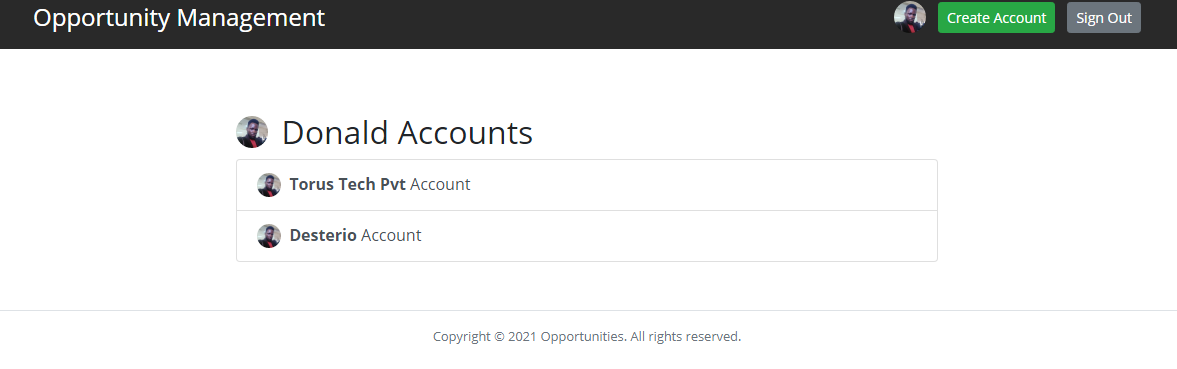 Opportunity Management
Create Account
Sign Out
Donald Accounts
Torus Tech Pvt Account
Desterio Account
Copyright © 2021 Opportunities. All rights reserved.